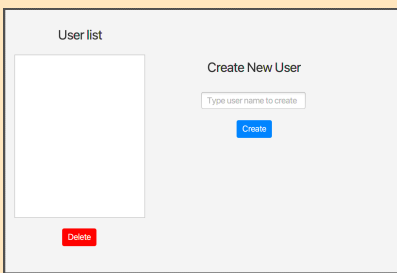 User list
Delete
Create New User
Type user name to create
Create